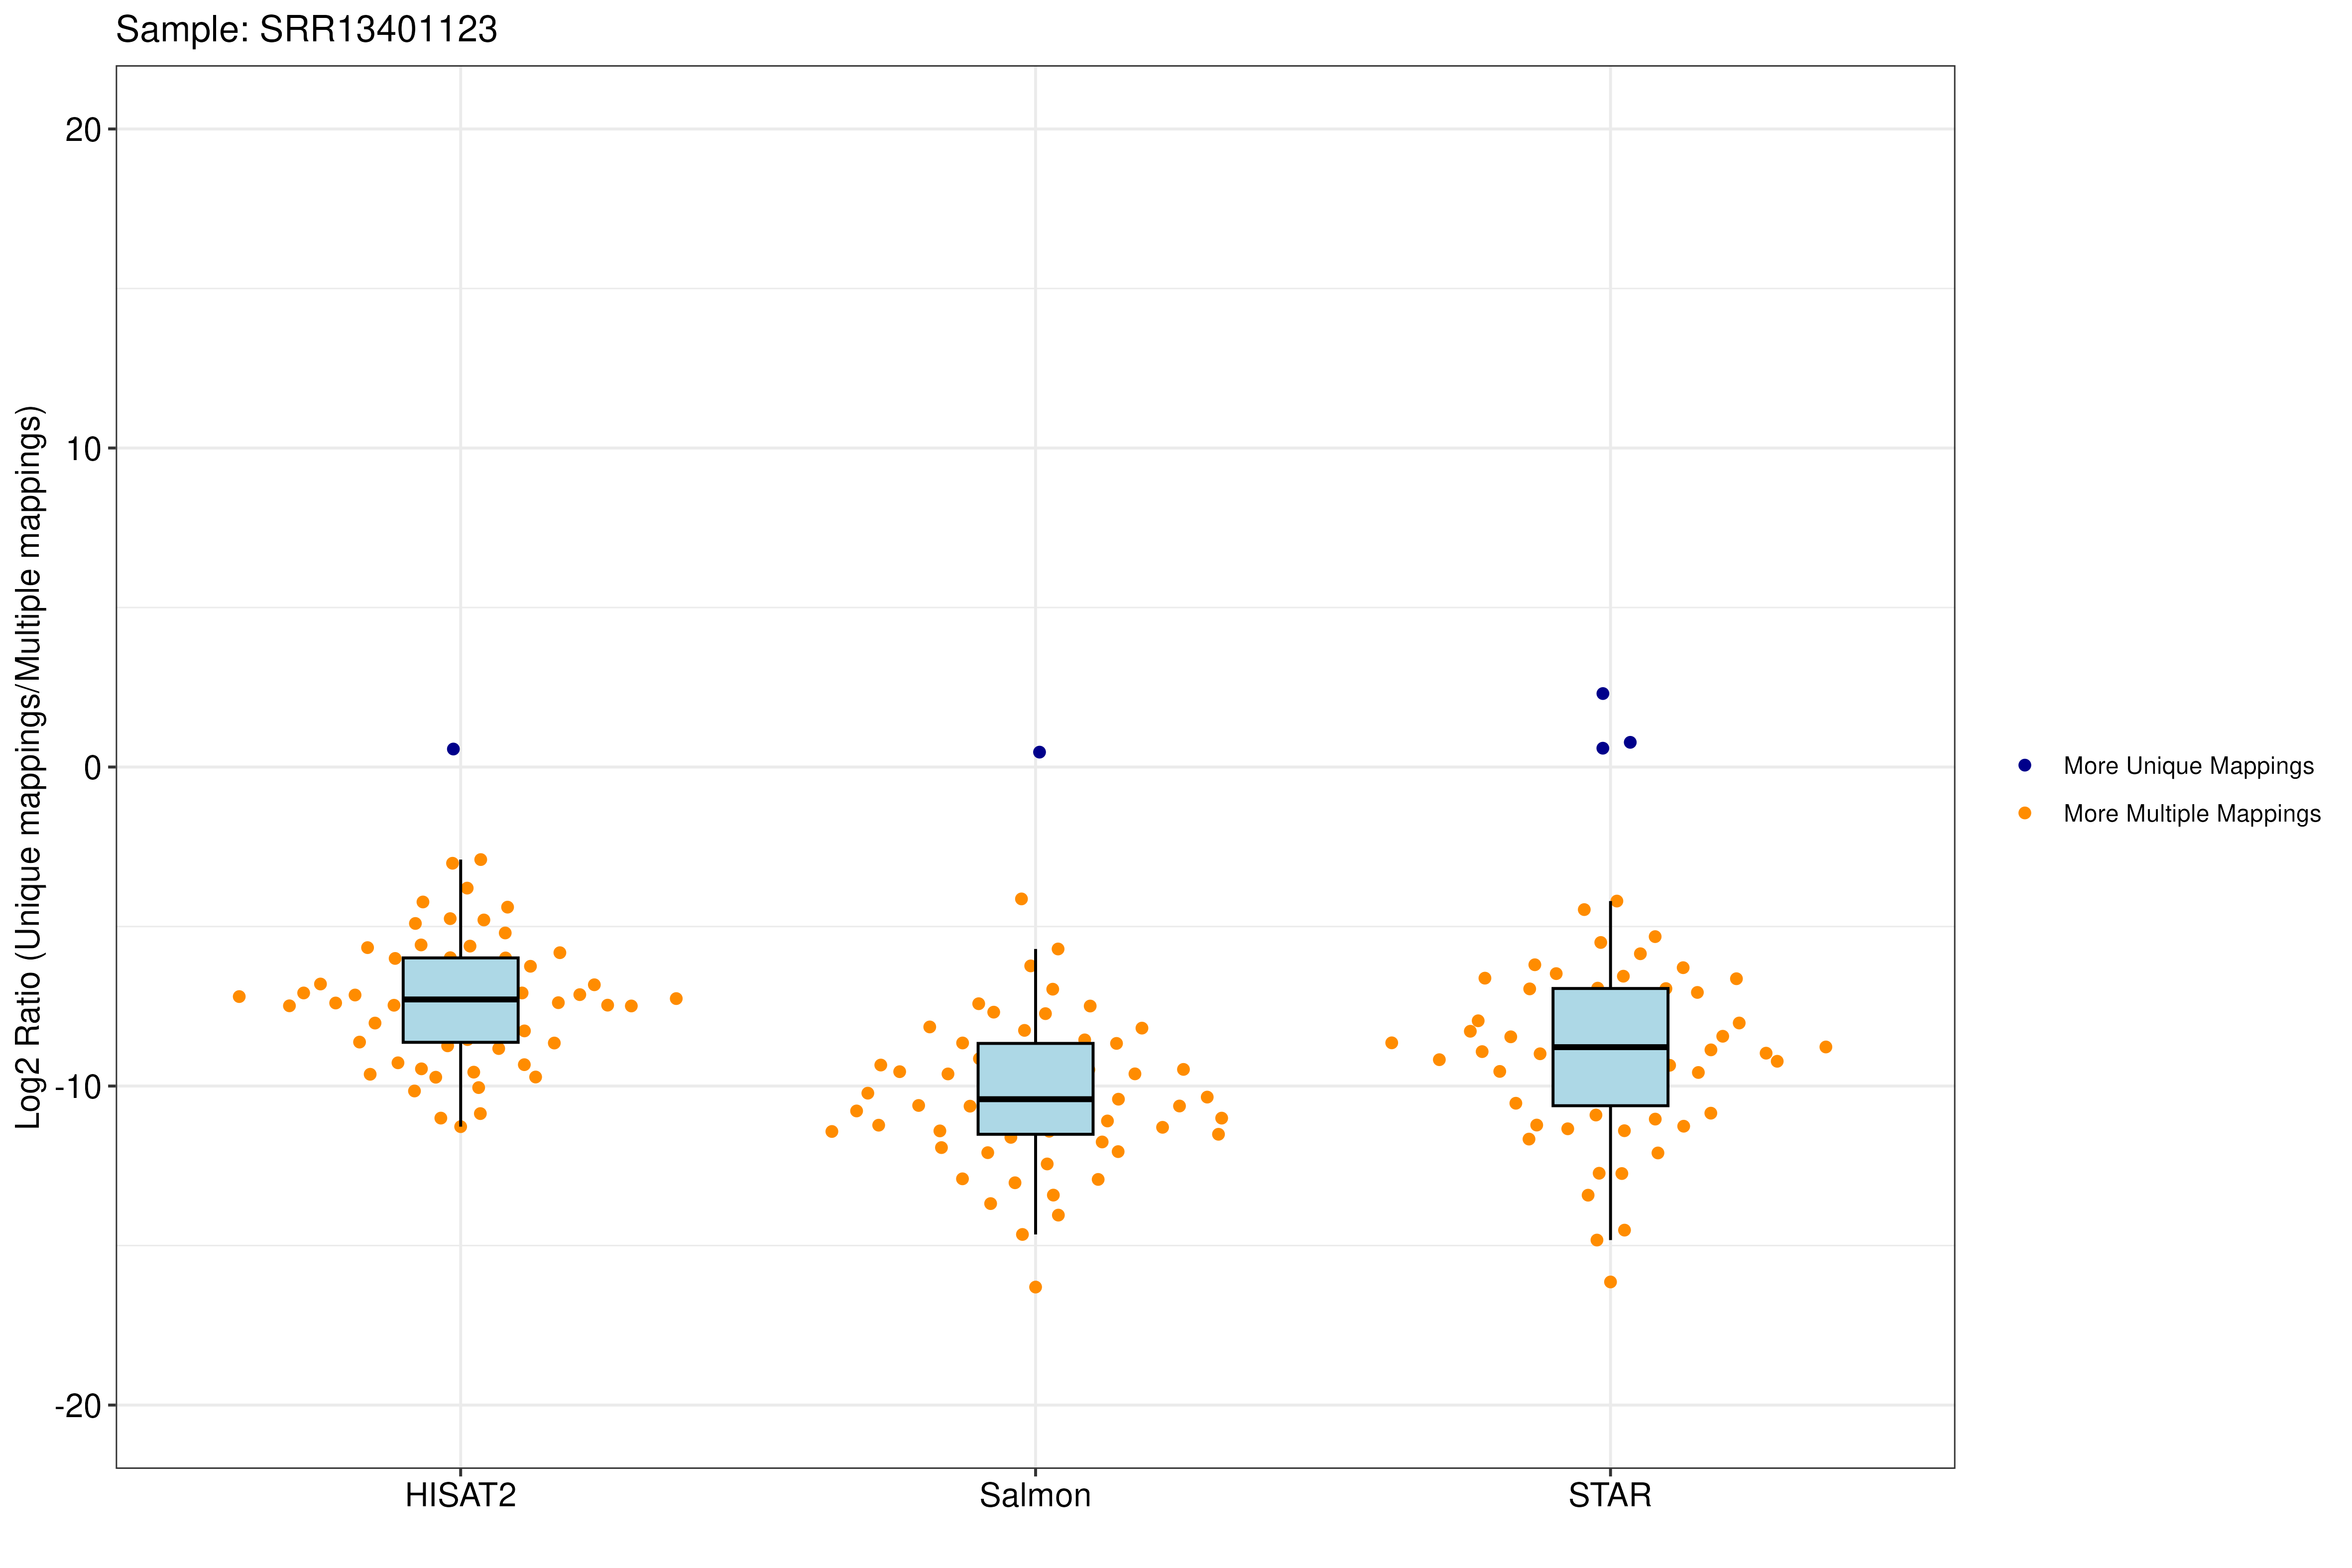 Sample: SRR13401123
Log2 Ratio (Unique mappings/Multiple mappings)
20
10
0
-10
-20
HISAT2
Salmon
STAR
More Unique Mappings
More Multiple Mappings